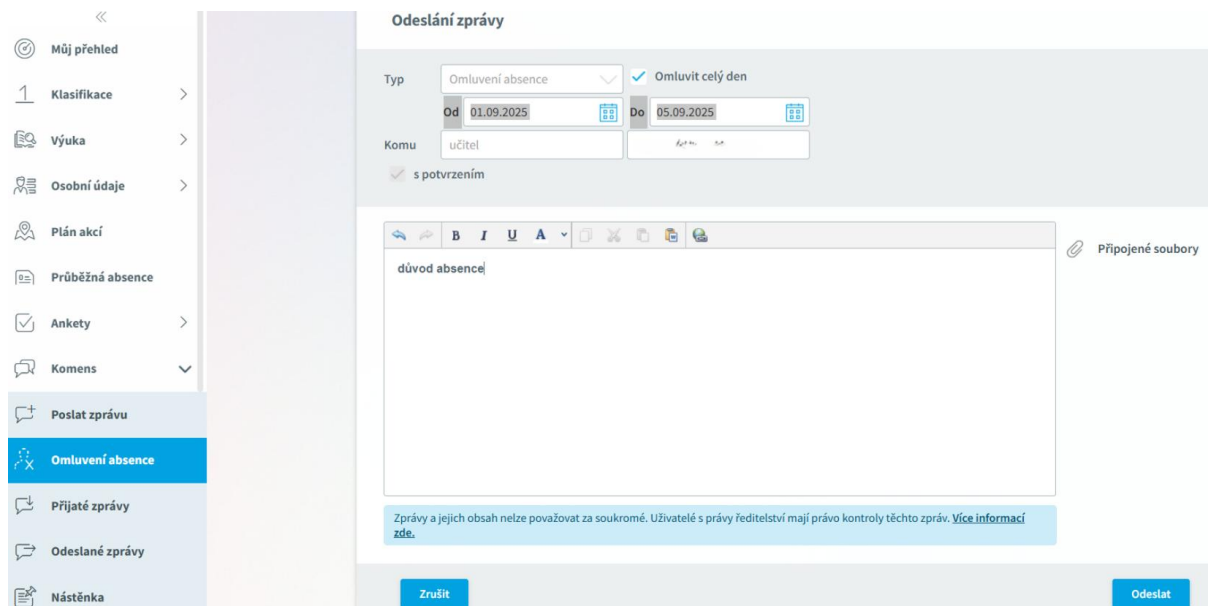 Můj přehled
Klasifikace
Výuka
Osobní údaje
Plán akcí
Průběžná absence
Ankety
Komens
Poslat zprávu
Omluvení absence
Přijaté zprávy
Odeslané zprávy
Nástěnka
Odeslání zprávy
Typ Omluvení absence Omluvit celý den
Od 01.09.2025 Do 05.09.2025
Komu učitel
s potvrzením
B I U A
důvod absence
Připojené soubory
Zprávy a jejich obsah nelze považovat za soukromé. Uživatelé s právy ředitelství mají právo kontroly těchto zpráv. Více informací
zde.
Zrušit Odeslat